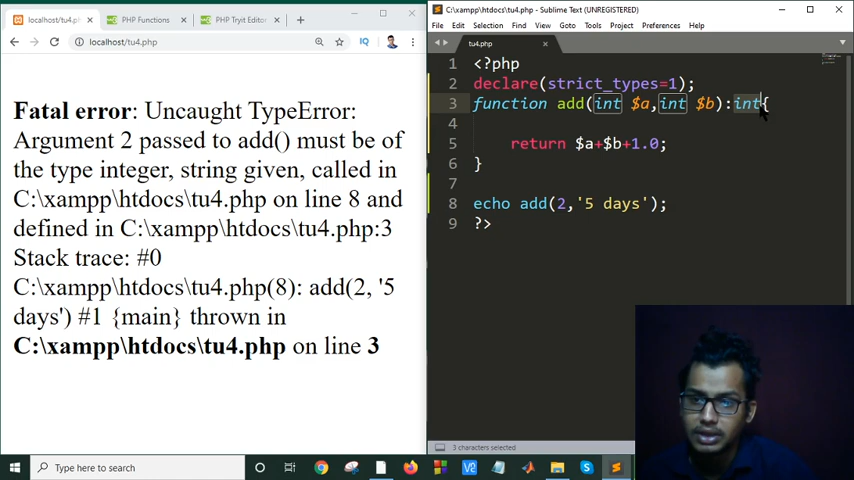 localhost/tu4.php
PHP Functions
PHP Tryit Editor
localhost/tu4.php
Fatal error: Uncaught TypeError:
Argument 2 passed to add() must be of
the type integer, string given, called in
C:\xampp\htdocs\tu4.php on line 8 and
defined in C:\xampp\htdocs\tu4.php:3
Stack trace: #0
C:\xampp\htdocs\tu4.php(8): add(2, '5
days') #1 {main} thrown in
C:\xampp\htdocs\tu4.php on line 3
C:\xampp\htdocs\tu4.php - Sublime Text (UNREGISTERED)
File Edit Selection Find View Goto Tools Project Preferences Help
tu4.php
1 <?php
2 declare(strict_types=1);
3 function add(int $a,int $b):int{
4
5 return $a+$b+1.0;
6 }
7
8 echo add(2,'5 days');
9 ?>
3 characters selected
Type here to search